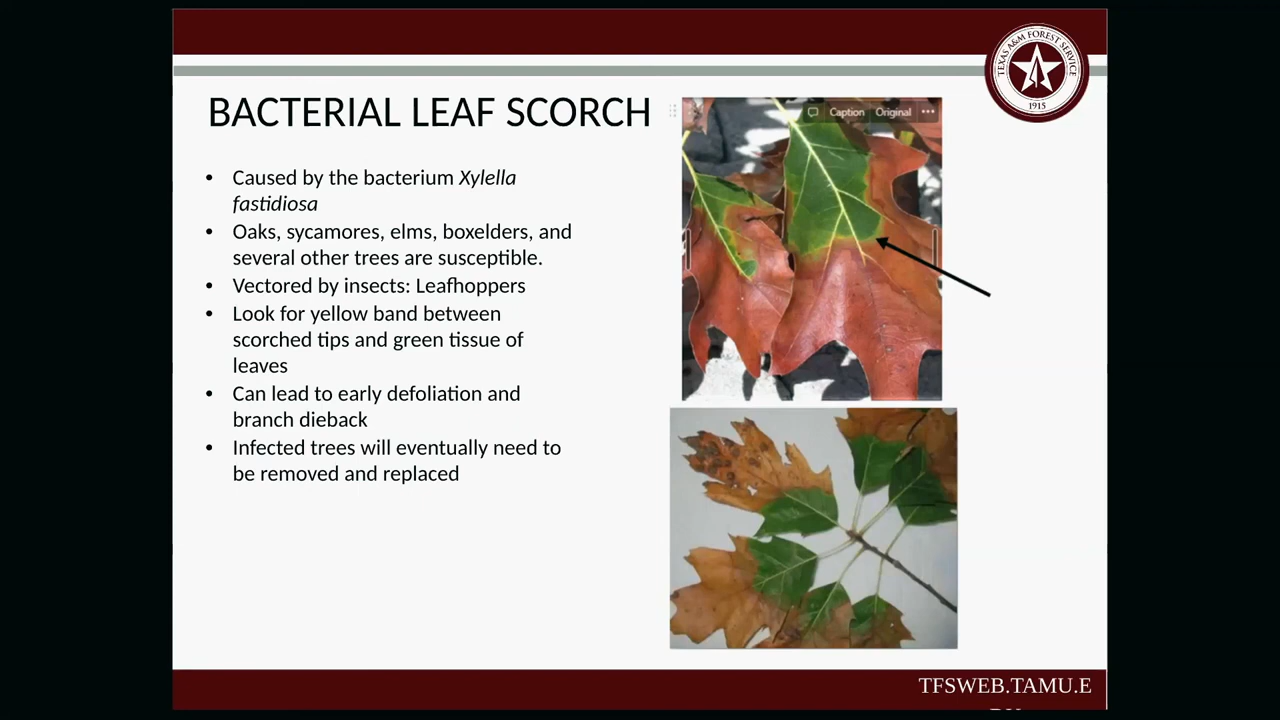 TEXAS A&M FOREST SERVICE
1915
BACTERIAL LEAF SCORCH
Caption Original
• Caused by the bacterium Xylella
fastidiosa
• Oaks, sycamores, elms, boxelders, and
several other trees are susceptible.
• Vectored by insects: Leafhoppers
• Look for yellow band between
scorched tips and green tissue of
leaves
• Can lead to early defoliation and
branch dieback
• Infected trees will eventually need to
be removed and replaced
TFSWEB.TAMU.E